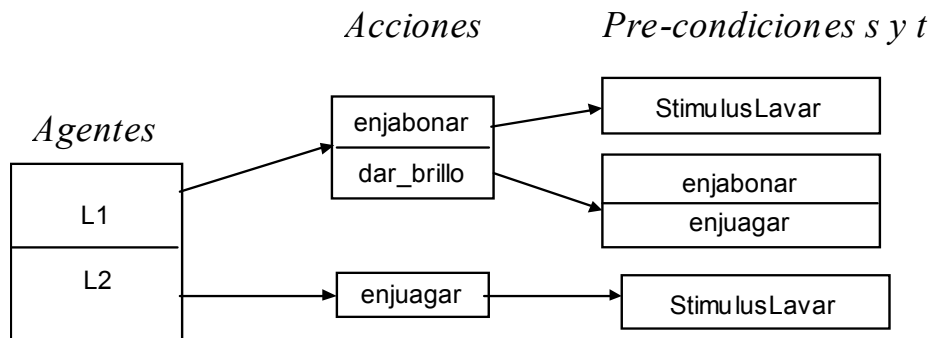 Acciones
Pre-condiciones s y t
Agentes
enjabonar
dar_brillo
StimulusLavar
enjabonar
enjuagar
L1
L2
enjuagar
StimulusLavar